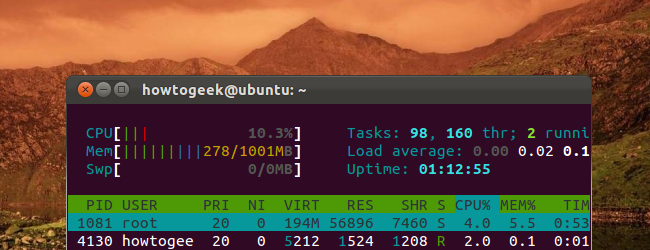 howtogeek@ubuntu: ~
CPU[||| 10.3%] Tasks: 98, 160 thr; 2 runni
Mem[|||||||||278/1001MB] Load average: 0.00 0.02 0.1
Swp[ 0/0MB] Uptime: 01:12:55
PID USER PRI NI VIRT RES SHR S CPU% MEM% TIM
1081 root 20 0 194M 56896 7460 S 4.0 5.5 0:53
4130 howtogee 20 0 5212 1524 1208 R 2.0 0.1 0:01